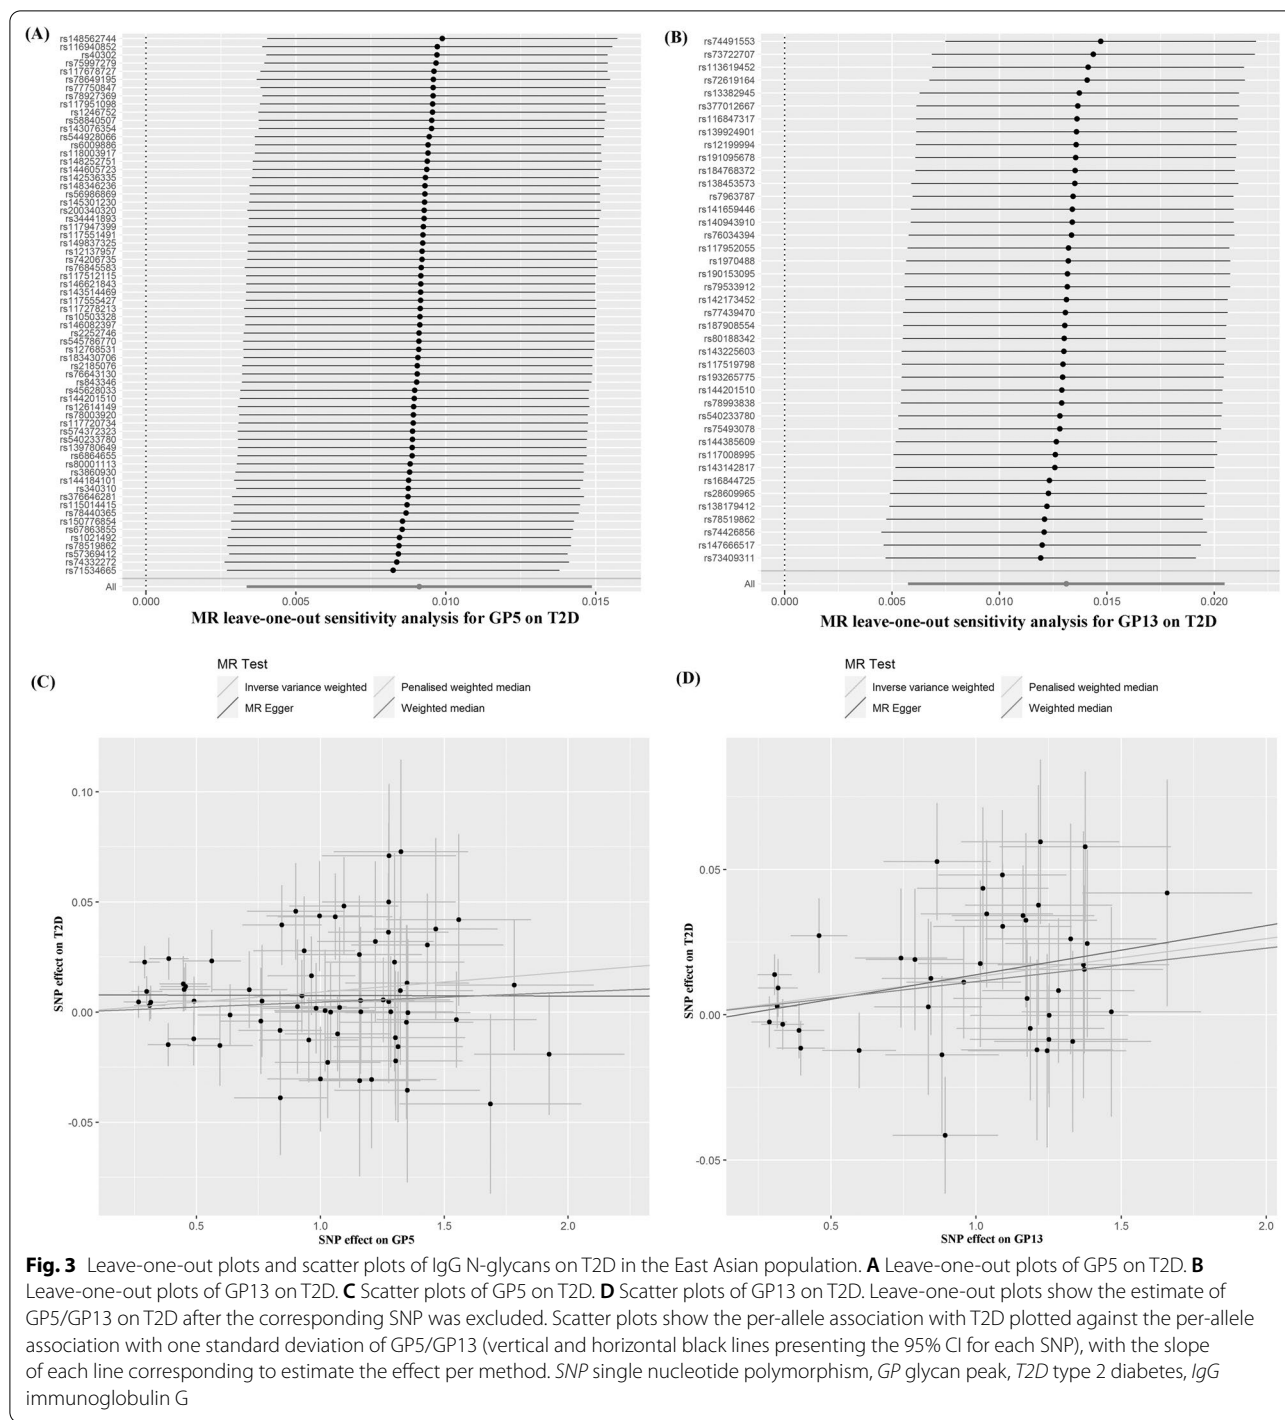 (A)
rs148562744
rs116940852
rs40302
rs75997279
rs117678727
rs78649195
rs77750847
rs78927369
rs117951098
rs1246752
rs58840507
rs143076354
rs544928066
rs6009886
rs118003917
rs148252751
rs144605723
rs142536335
rs148346236
rs56986869
rs145301230
rs200340320
rs34441893
rs117947399
rs117551491
rs149837325
rs12137957
rs74206735
rs76845583
rs117512115
rs146621843
rs143514469
rs117555427
rs117278213
rs10503328
rs146082397
rs2252746
rs545786770
rs12768531
rs183430706
rs2185076
rs76643130
rs843346
rs45628033
rs144201510
rs12614149
rs78003920
rs117720734
rs574372323
rs540233780
rs139780649
rs6864655
rs80001113
rs3860930
rs144184101
rs340310
rs376646281
rs115014415
rs78440365
rs150776854
rs67863855
rs1021492
rs78519862
rs57369412
rs74332272
rs71534665
All
0.000 0.005 0.010 0.015
MR leave-one-out sensitivity analysis for GP5 on T2D
(B)
rs74491553
rs73722707
rs113619452
rs72619164
rs13382945
rs377012667
rs116847317
rs139924901
rs12199994
rs191095678
rs184768372
rs138453573
rs7963787
rs141659446
rs140943910
rs76034394
rs117952055
rs1970488
rs190153095
rs79533912
rs142173452
rs77439470
rs187908554
rs80188342
rs143225603
rs117519798
rs193265775
rs144201510
rs78993838
rs540233780
rs75493078
rs144385609
rs117008995
rs143142817
rs16844725
rs28609965
rs138179412
rs78519862
rs74426856
rs147666517
rs73409311
All
0.000 0.005 0.010 0.015 0.020
MR leave-one-out sensitivity analysis for GP13 on T2D
(C)
MR Test
Inverse variance weighted Penalised weighted median
MR Egger Weighted median
0.10
0.05
0.00
-0.05
SNP effect on T2D
0.5 1.0 1.5 2.0
SNP effect on GP5
(D)
MR Test
Inverse variance weighted Penalised weighted median
MR Egger Weighted median
0.05
0.00
-0.05
SNP effect on T2D
0.5 1.0 1.5 2.0
SNP effect on GP13
Fig. 3 Leave-one-out plots and scatter plots of IgG N-glycans on T2D in the East Asian population. A Leave-one-out plots of GP5 on T2D. B
Leave-one-out plots of GP13 on T2D. C Scatter plots of GP5 on T2D. D Scatter plots of GP13 on T2D. Leave-one-out plots show the estimate of
GP5/GP13 on T2D after the corresponding SNP was excluded. Scatter plots show the per-allele association with T2D plotted against the per-allele
association with one standard deviation of GP5/GP13 (vertical and horizontal black lines presenting the 95% CI for each SNP), with the slope
of each line corresponding to estimate the effect per method. SNP single nucleotide polymorphism, GP glycan peak, T2D type 2 diabetes, IgG
immunoglobulin G